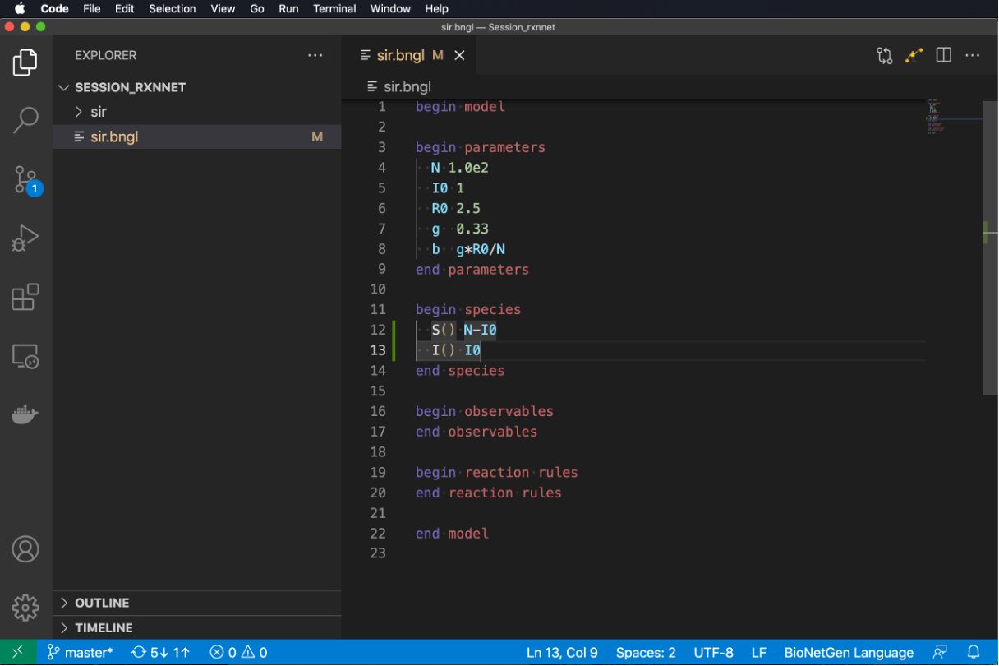 Code File Edit Selection View Go Run Terminal Window Help
sir.bngl — Session_rxnnet
EXPLORER
SESSION_RXNNET
sir
sir.bngl M
OUTLINE
TIMELINE
sir.bngl M
sir.bngl
1 begin model
2
3 begin parameters
4 N 1.0e2
5 I0 1
6 R0 2.5
7 g 0.33
8 b g*R0/N
9 end parameters
10
11 begin species
12 S() N-I0
13 I() I0
14 end species
15
16 begin observables
17 end observables
18
19 begin reaction rules
20 end reaction rules
21
22 end model
23
1
master* 5↓ 1↑ 0 0 Ln 13, Col 9 Spaces: 2 UTF-8 LF BioNetGen Language